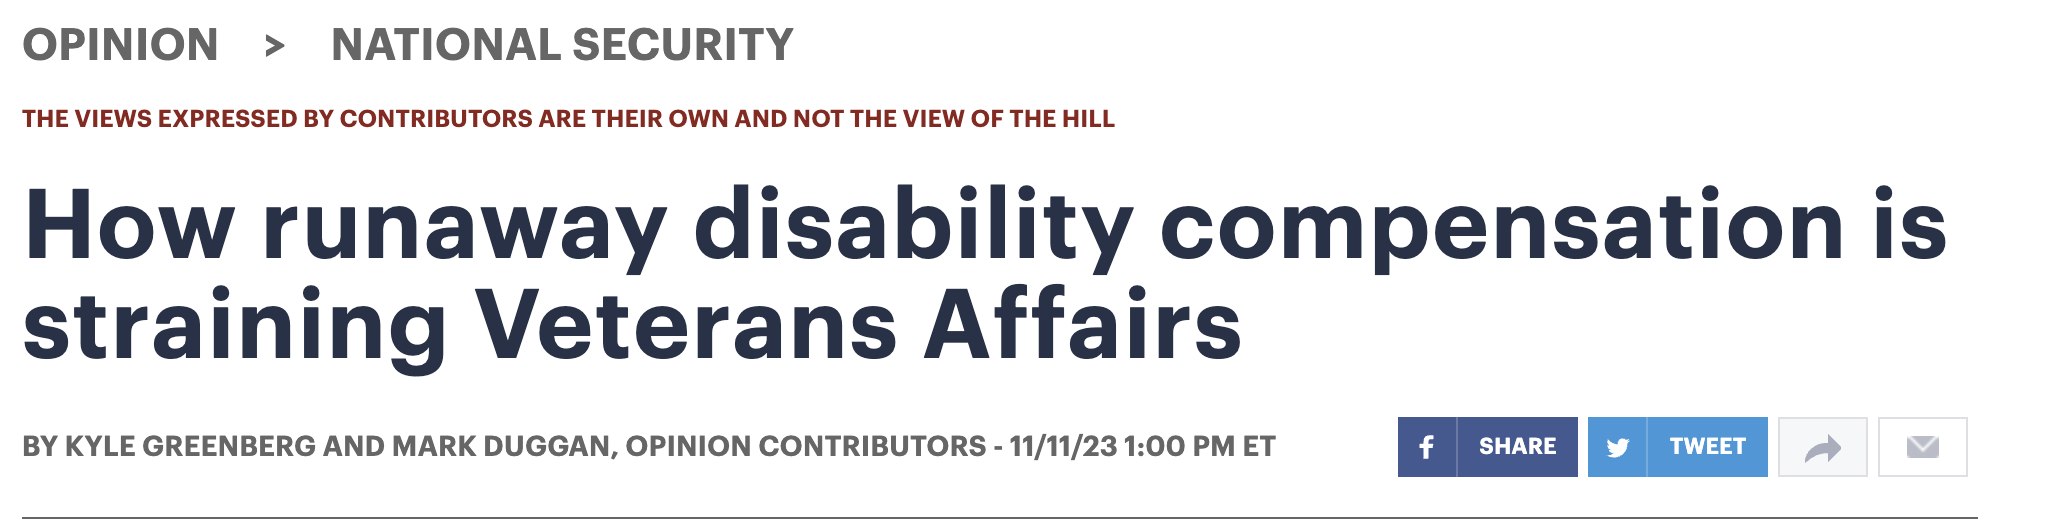 OPINION > NATIONAL SECURITY
THE VIEWS EXPRESSED BY CONTRIBUTORS ARE THEIR OWN AND NOT THE VIEW OF THE HILL
How runaway disability compensation is
straining Veterans Affairs
BY KYLE GREENBERG AND MARK DUGGAN, OPINION CONTRIBUTORS - 11/11/23 1:00 PM ET
SHARE
TWEET